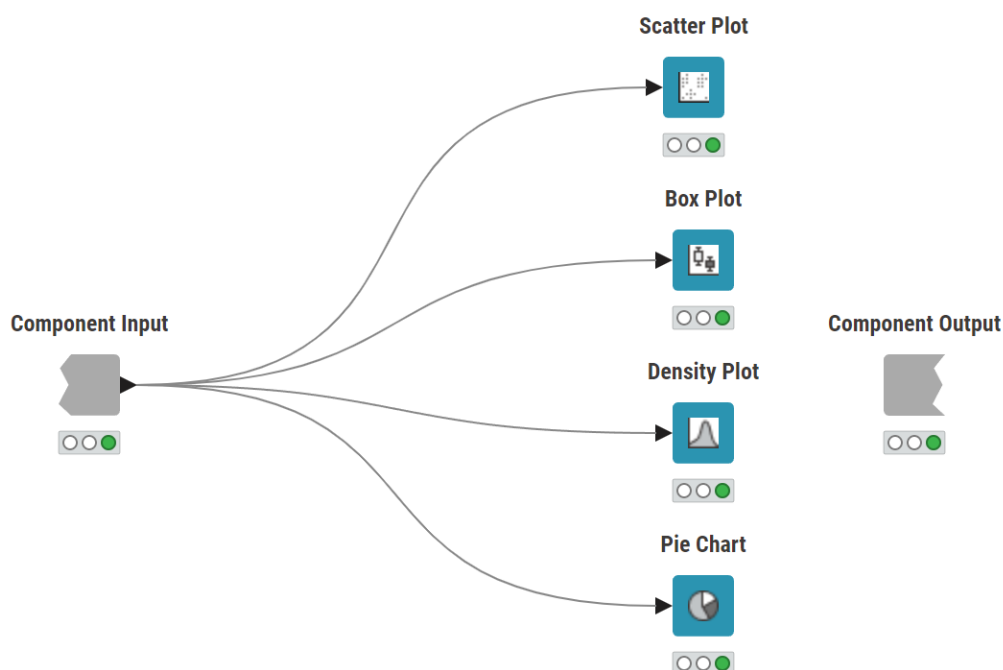 Scatter Plot
Box Plot
Component Input
Component Output
Density Plot
Pie Chart